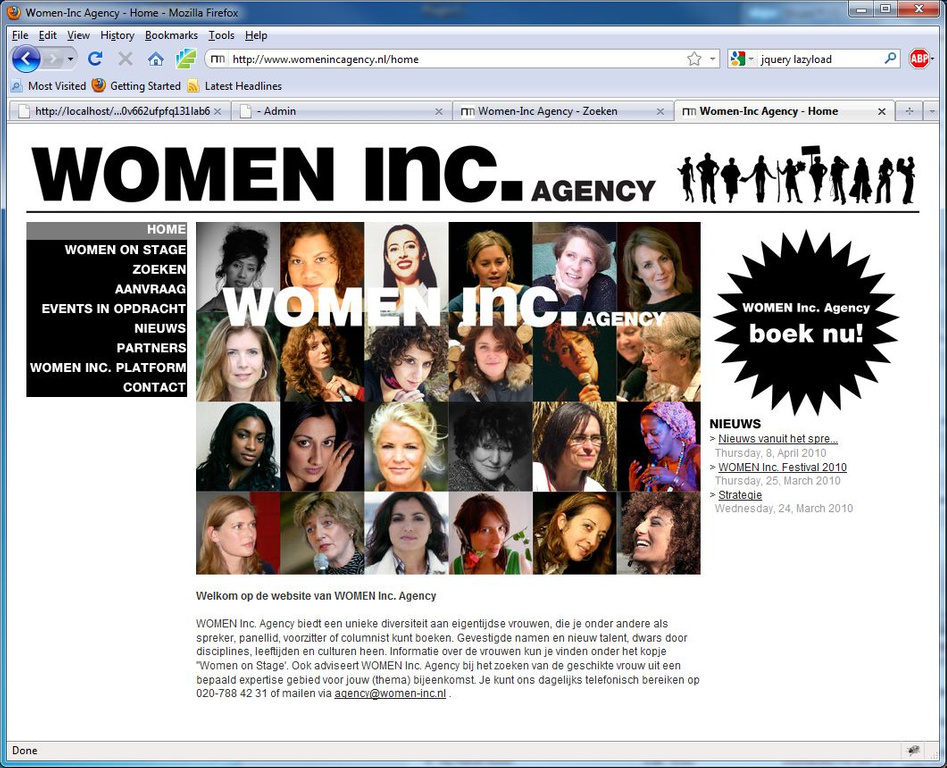 Women-Inc Agency - Home - Mozilla Firefox
File Edit View History Bookmarks Tools Help
http://www.womenincagency.nl/home
jquery lazyload
ABP
Most Visited Getting Started Latest Headlines
http://localhost/...0v662ufpfq131lab6
- Admin
Women-Inc Agency - Zoeken
Women-Inc Agency - Home
WOMEN Inc. AGENCY
HOME
WOMEN ON STAGE
ZOEKEN
AANVRAAG
EVENTS IN OPDRACHT
NIEUWS
PARTNERS
WOMEN INC. PLATFORM
CONTACT
WOMEN Inc. AGENCY
WOMEN Inc. Agency
boek nu!
NIEUWS
> Nieuws vanuit het spre...
Thursday, 8, April 2010
> WOMEN Inc. Festival 2010
Thursday, 25, March 2010
> Strategie
Wednesday, 24, March 2010
Welkom op de website van WOMEN Inc. Agency
WOMEN Inc. Agency biedt een unieke diversiteit aan eigentijdse vrouwen, die je onder andere als
spreker, panellid, voorzitter of columnist kunt boeken. Gevestigde namen en nieuw talent, dwars door
disciplines, leeftijden en culturen heen. Informatie over de vrouwen kun je vinden onder het kopje
"Women on Stage'. Ook adviseert WOMEN Inc. Agency bij het zoeken van de geschikte vrouw uit een
bepaald expertise gebied voor jouw (thema) bijeenkomst. Je kunt ons dagelijks telefonisch bereiken op
020-788 42 31 of mailen via agency@women-inc.nl .
Done